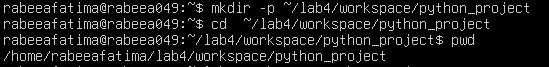 rabeeafatima@rabeea049:~$ mkdir -p ~/lab4/workspace/python_project
rabeeafatima@rabeea049:~$ cd  ~/lab4/workspace/python_project
rabeeafatima@rabeea049:~/lab4/workspace/python_project$ pwd
/home/rabeeafatima/lab4/workspace/python_project